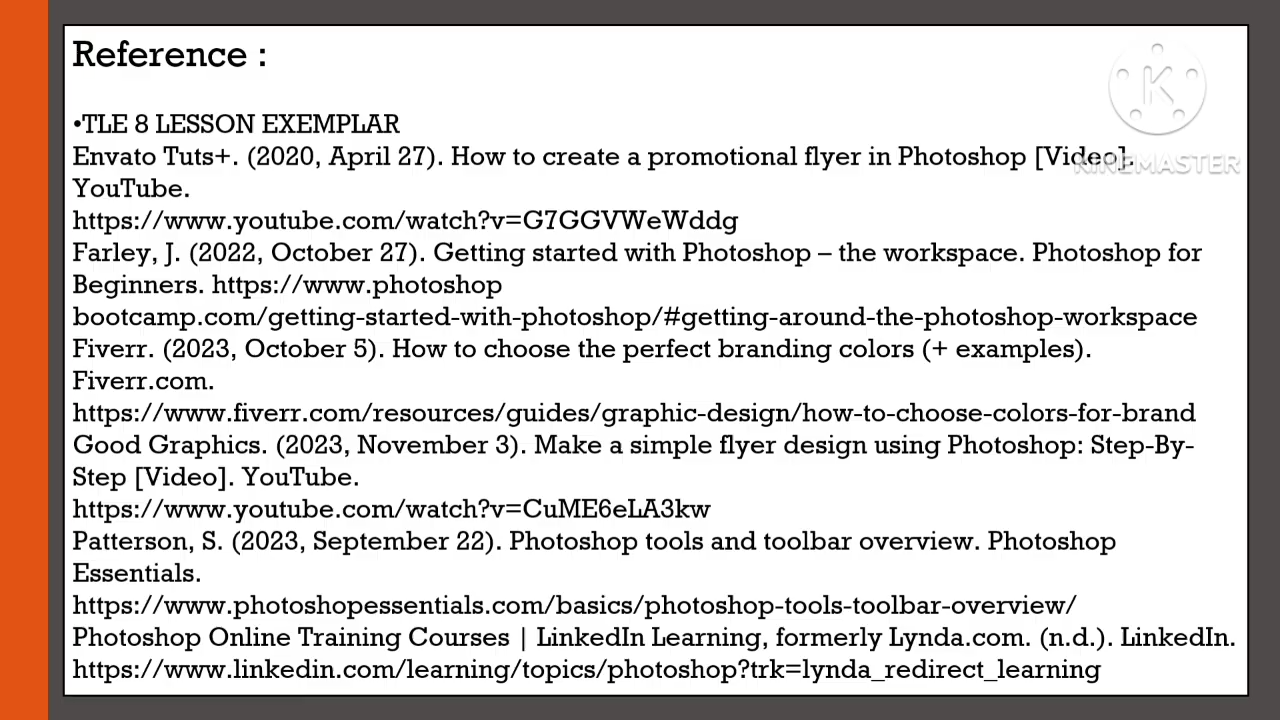 Reference :
•TLE 8 LESSON EXEMPLAR
Envato Tuts+. (2020, April 27). How to create a promotional flyer in Photoshop [Video].
YouTube.
https://www.youtube.com/watch?v=G7GGVWeWddg
Farley, J. (2022, October 27). Getting started with Photoshop – the workspace. Photoshop for
Beginners. https://www.photoshop
bootcamp.com/getting-started-with-photoshop/#getting-around-the-photoshop-workspace
Fiverr. (2023, October 5). How to choose the perfect branding colors (+ examples).
Fiverr.com.
https://www.fiverr.com/resources/guides/graphic-design/how-to-choose-colors-for-brand
Good Graphics. (2023, November 3). Make a simple flyer design using Photoshop: Step-By-
Step [Video]. YouTube.
https://www.youtube.com/watch?v=CuME6eLA3kw
Patterson, S. (2023, September 22). Photoshop tools and toolbar overview. Photoshop
Essentials.
https://www.photoshopessentials.com/basics/photoshop-tools-toolbar-overview/
Photoshop Online Training Courses | LinkedIn Learning, formerly Lynda.com. (n.d.). LinkedIn.
https://www.linkedin.com/learning/topics/photoshop?trk=lynda_redirect_learning
K
KINEMASTER